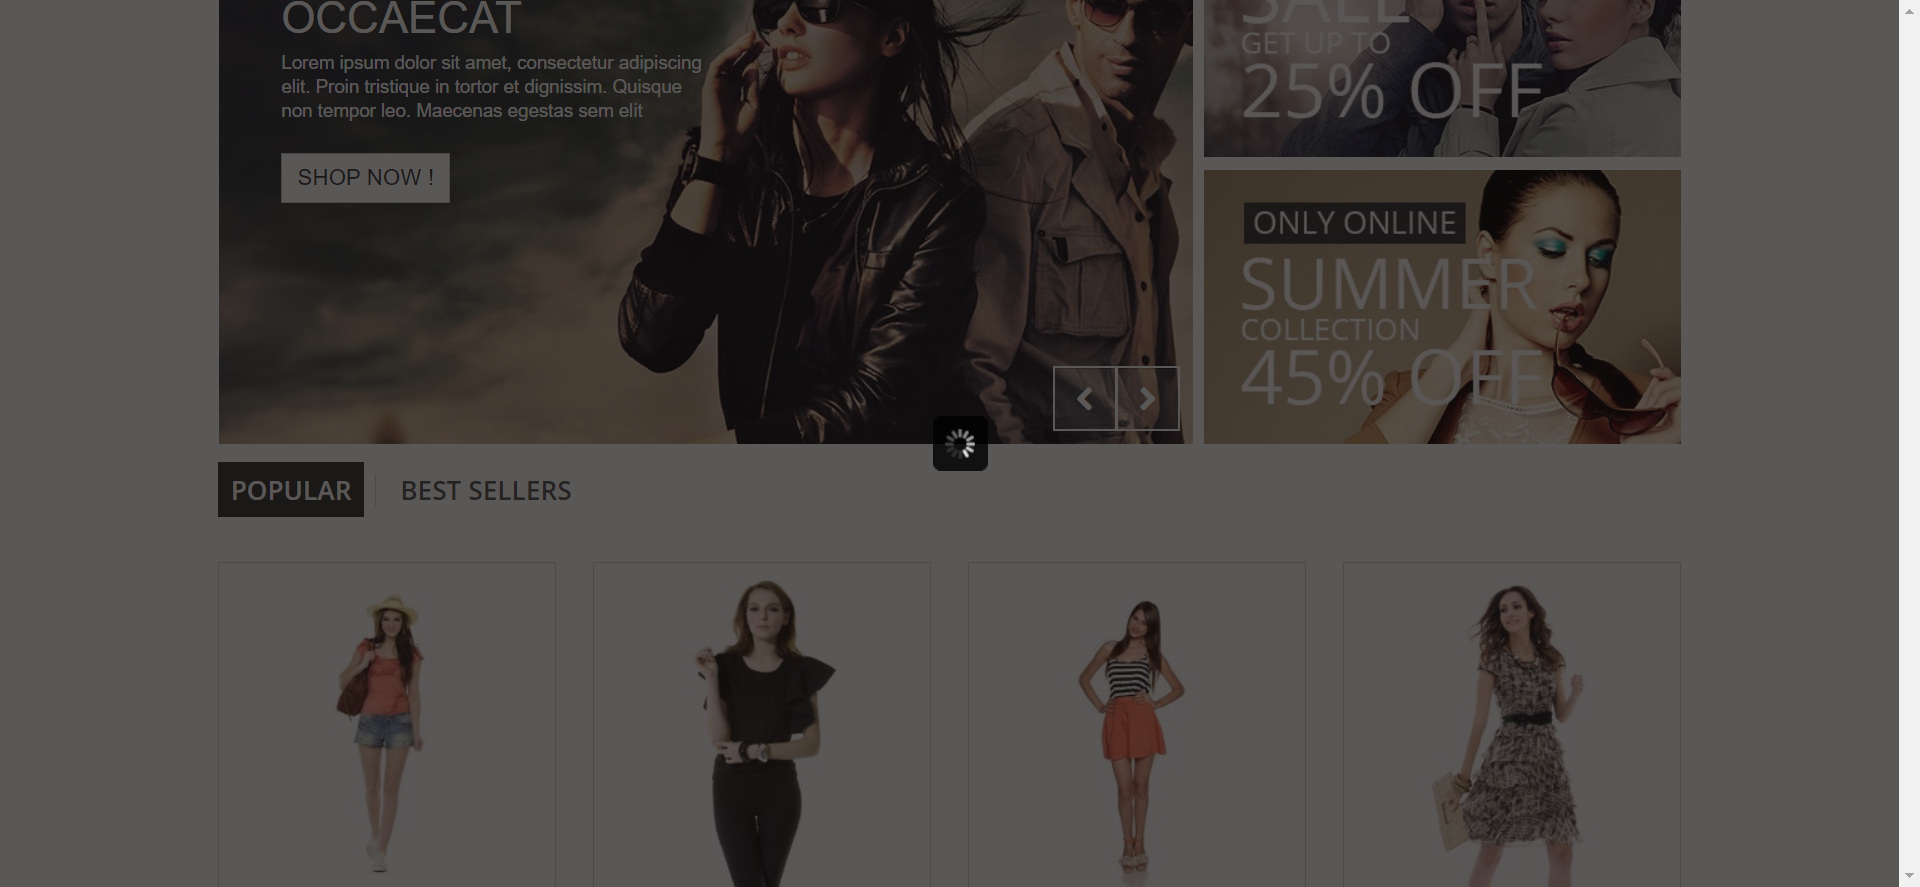 OCCAECAT
Lorem ipsum dolor sit amet, consectetur adipiscing
elit. Proin tristique in tortor et dignissim. Quisque
non tempor leo. Maecenas egestas sem elit
SHOP NOW !
SALE
GET UP TO
25% OFF
ONLY ONLINE
SUMMER
COLLECTION
45% OFF
POPULAR
BEST SELLERS